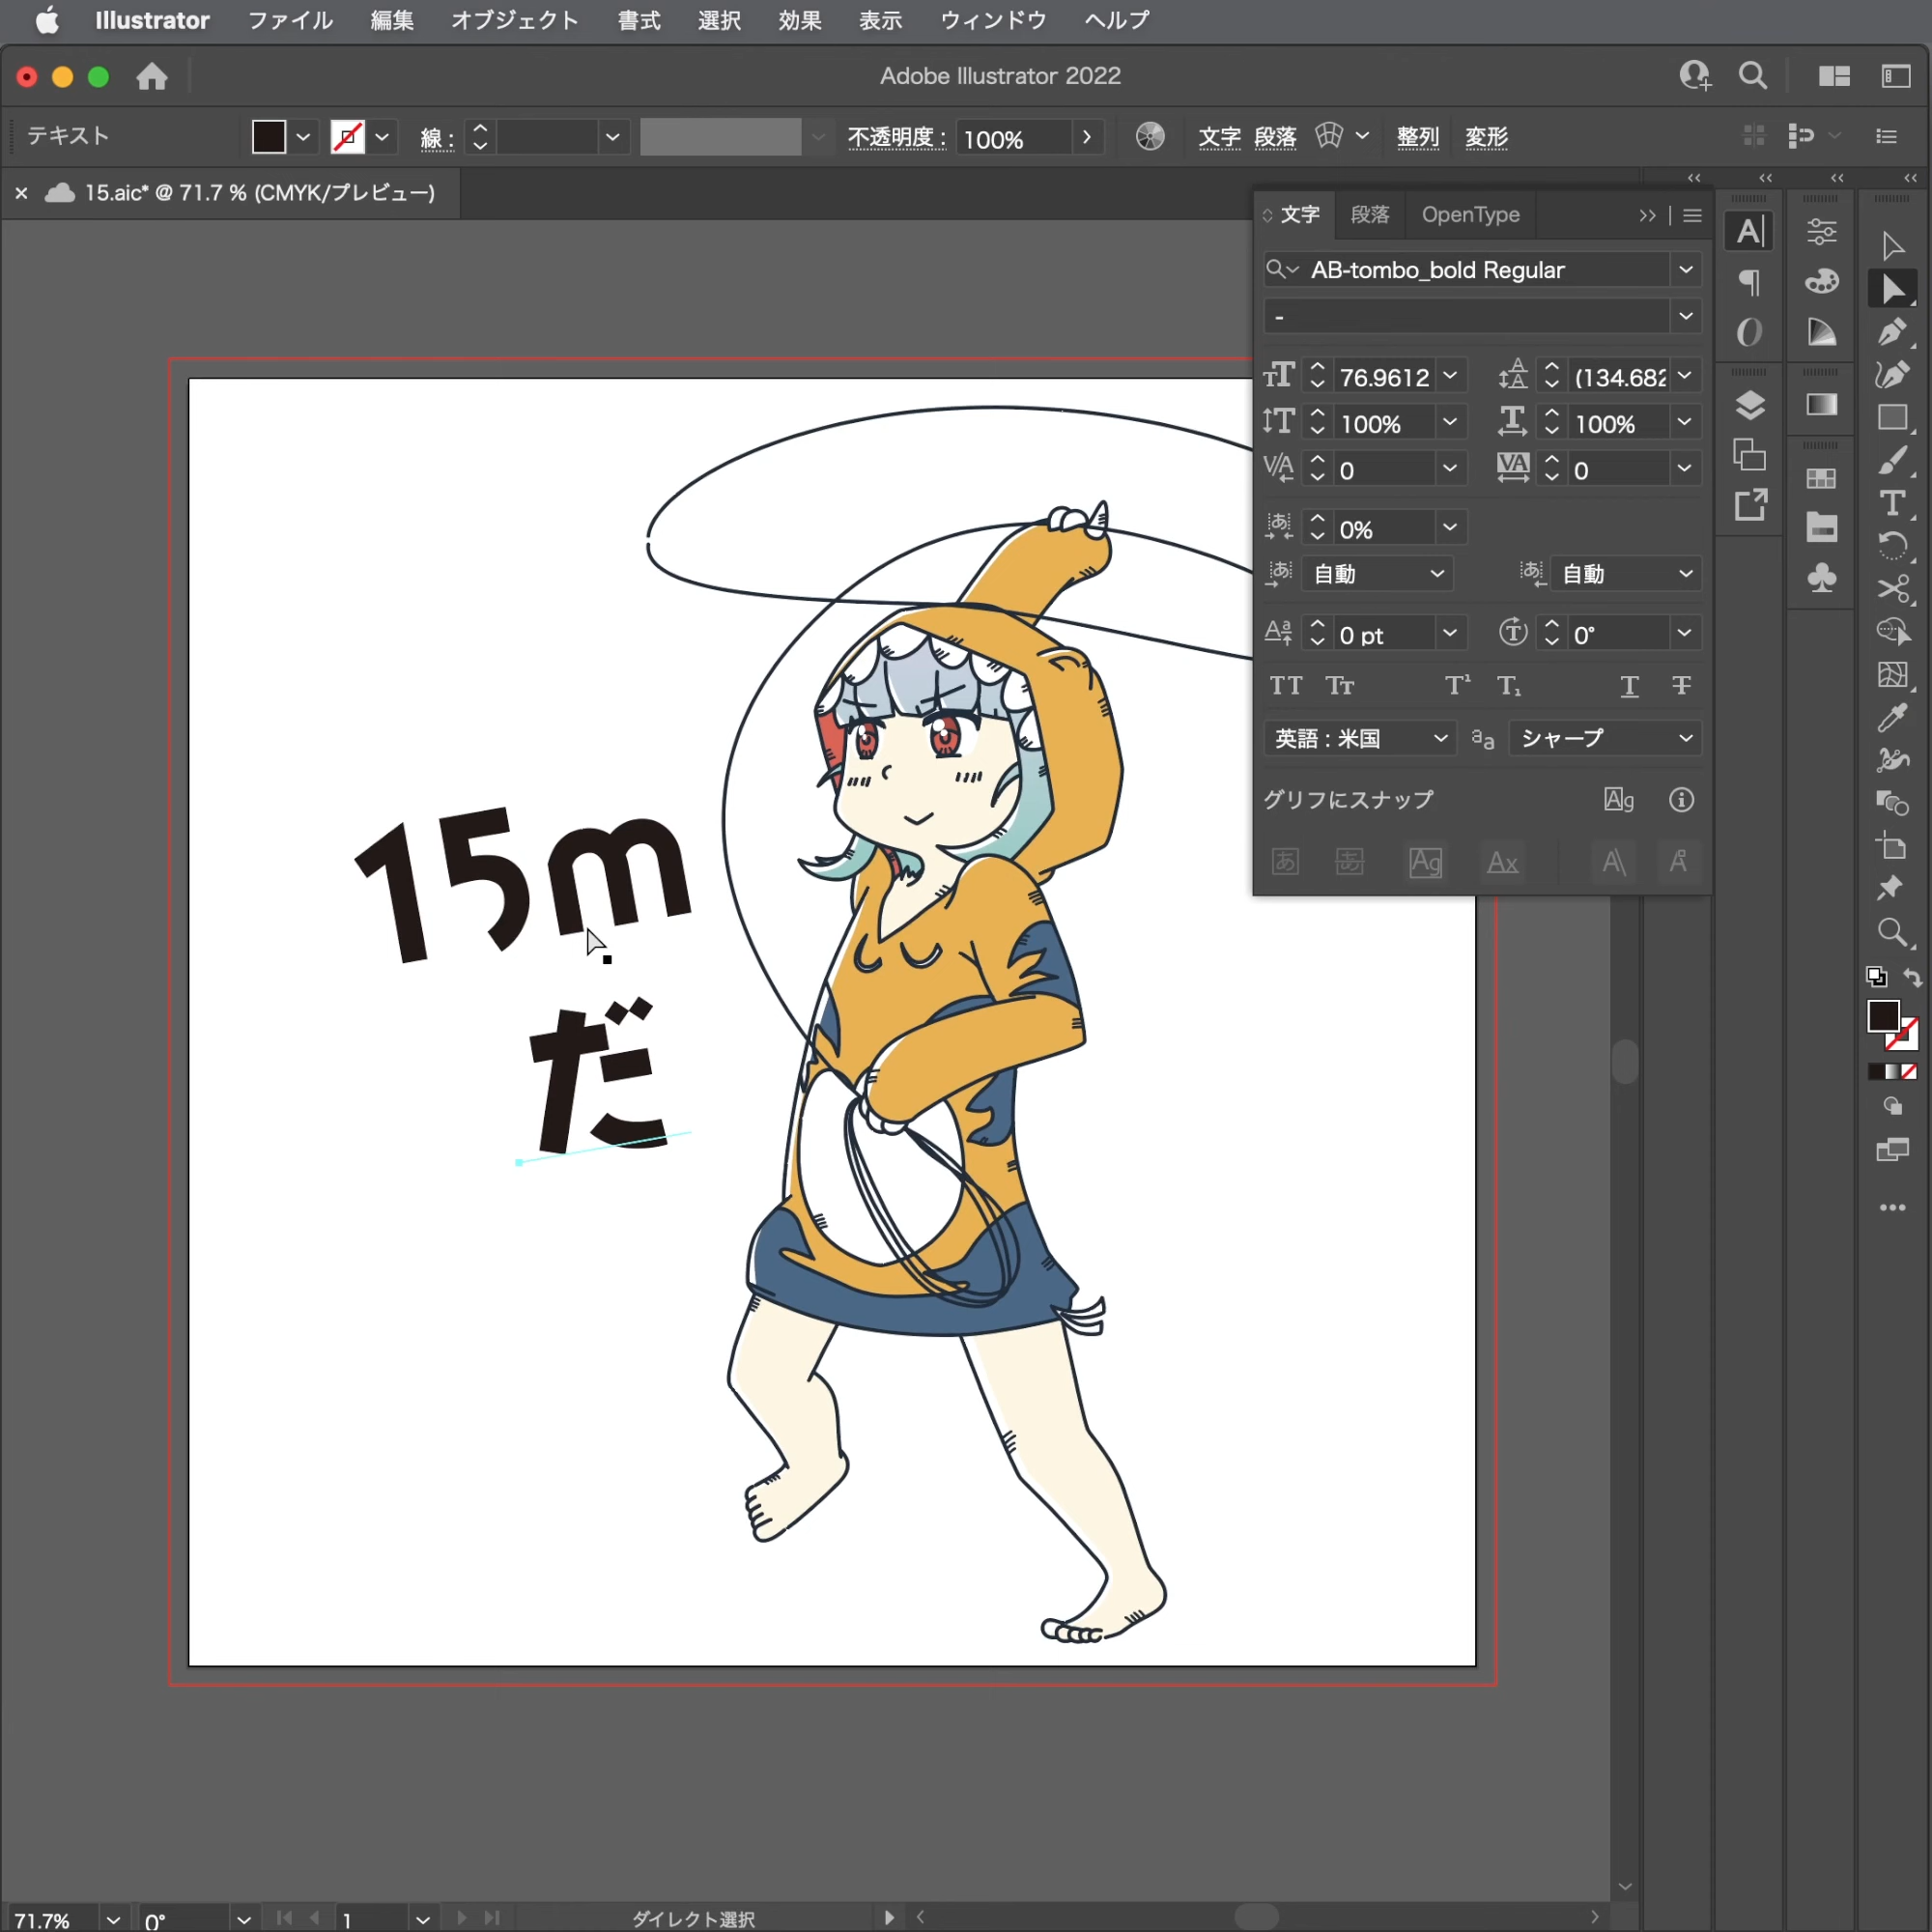 Illustrator ファイル 編集 オブジェクト 書式 選択 効果 表示 ウィンドウ ヘルプ
Adobe Illustrator 2022
テキスト 線: 不透明度: 100% 文字 段落 整列 変形
15.aic* @ 71.7 % (CMYK/プレビュー)
文字 段落 OpenType
AB-tombo_bold Regular
-
76.9612 (134.682
100% 100%
0 0
0%
自動 自動
0 pt 0°
英語:米国 シャープ
グリフにスナップ
15m
だ
71.7% 0° 1 ダイレクト選択